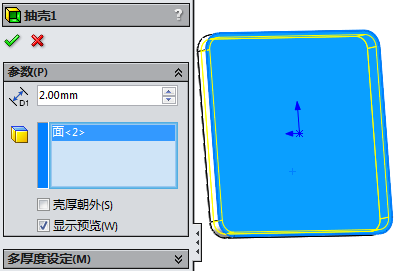 抽壳1
?
参数(P)
D1
2.00mm
面<2>
壳厚朝外(S)
显示预览(W)
多厚度设定(M)